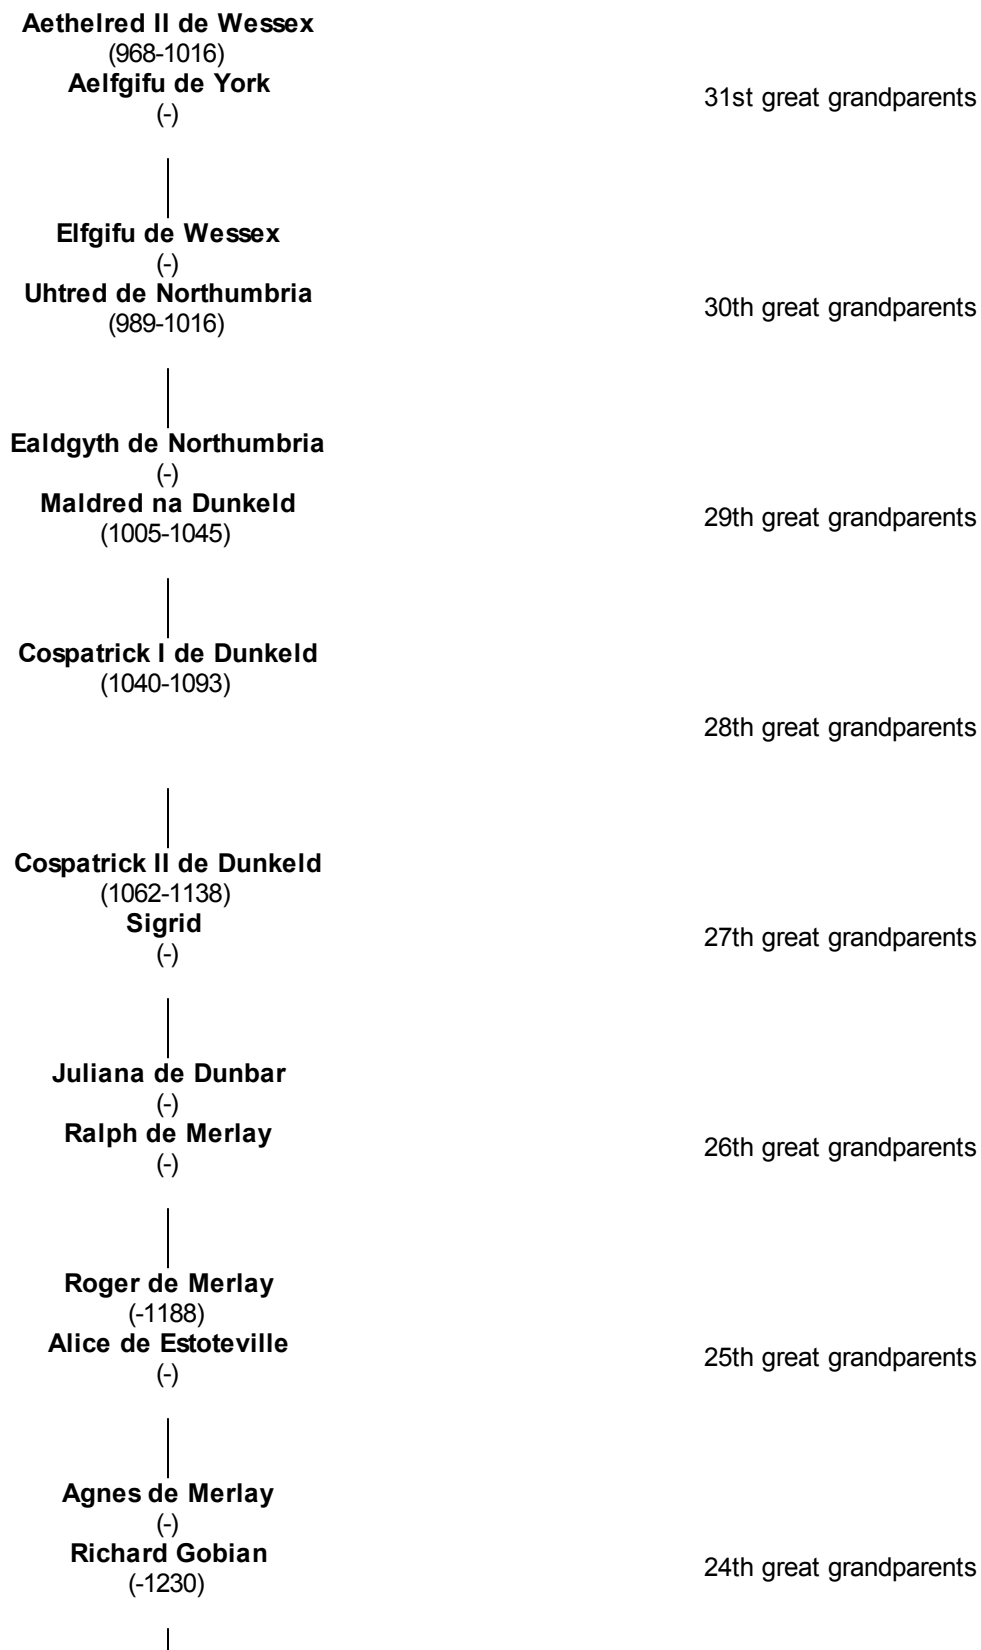 Aethelred II de Wessex
(968-1016)
Aelfgifu de York
(-)
31st great grandparents
Elfgifu de Wessex
(-)
Uhtred de Northumbria
(989-1016)
30th great grandparents
Ealdgyth de Northumbria
(-)
Maldred na Dunkeld
(1005-1045)
29th great grandparents
Cospatrick I de Dunkeld
(1040-1093)
28th great grandparents
Cospatrick II de Dunkeld
(1062-1138)
Sigrid
(-)
27th great grandparents
Juliana de Dunbar
(-)
Ralph de Merlay
(-)
26th great grandparents
Roger de Merlay
(-1188)
Alice de Estoteville
(-)
25th great grandparents
Agnes de Merlay
(-)
Richard Gobian
(-1230)
24th great grandparents